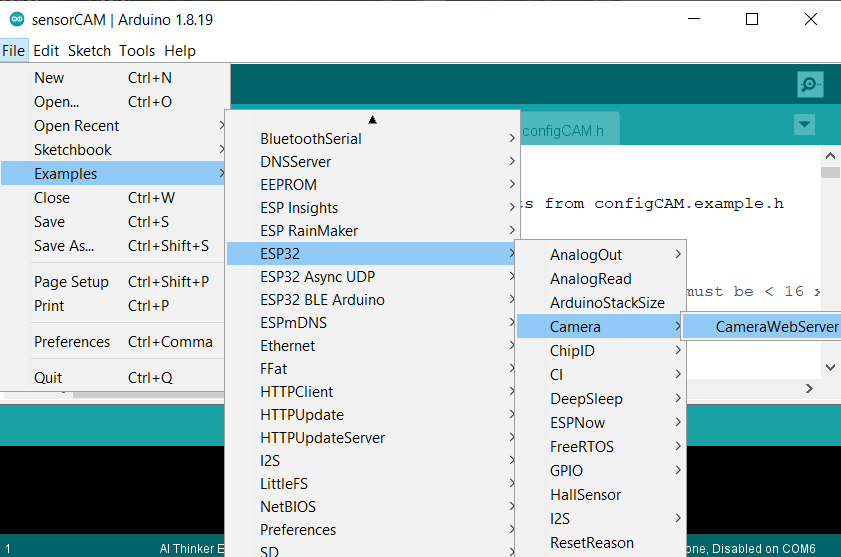 sensorCAM | Arduino 1.8.19
File Edit Sketch Tools Help
New Ctrl+N
Open... Ctrl+O
Open Recent
Sketchbook
Examples
Close Ctrl+W
Save Ctrl+S
Save As... Ctrl+Shift+S
Page Setup Ctrl+Shift+P
Print Ctrl+P
Preferences Ctrl+Comma
Quit Ctrl+Q
BluetoothSerial
DNSServer
EEPROM
ESP Insights
ESP RainMaker
ESP32
ESP32 Async UDP
ESP32 BLE Arduino
ESPmDNS
Ethernet
FFat
HTTPClient
HTTPUpdate
HTTPUpdateServer
I2S
LittleFS
NetBIOS
Preferences
SD
AnalogOut
AnalogRead
ArduinoStackSize
Camera
ChipID
CI
DeepSleep
ESPNow
FreeRTOS
GPIO
HallSensor
I2S
ResetReason
CameraWebServer
configCAM.h
from configCAM.example.h
must be < 16
1 AI Thinker Disabled on COM6